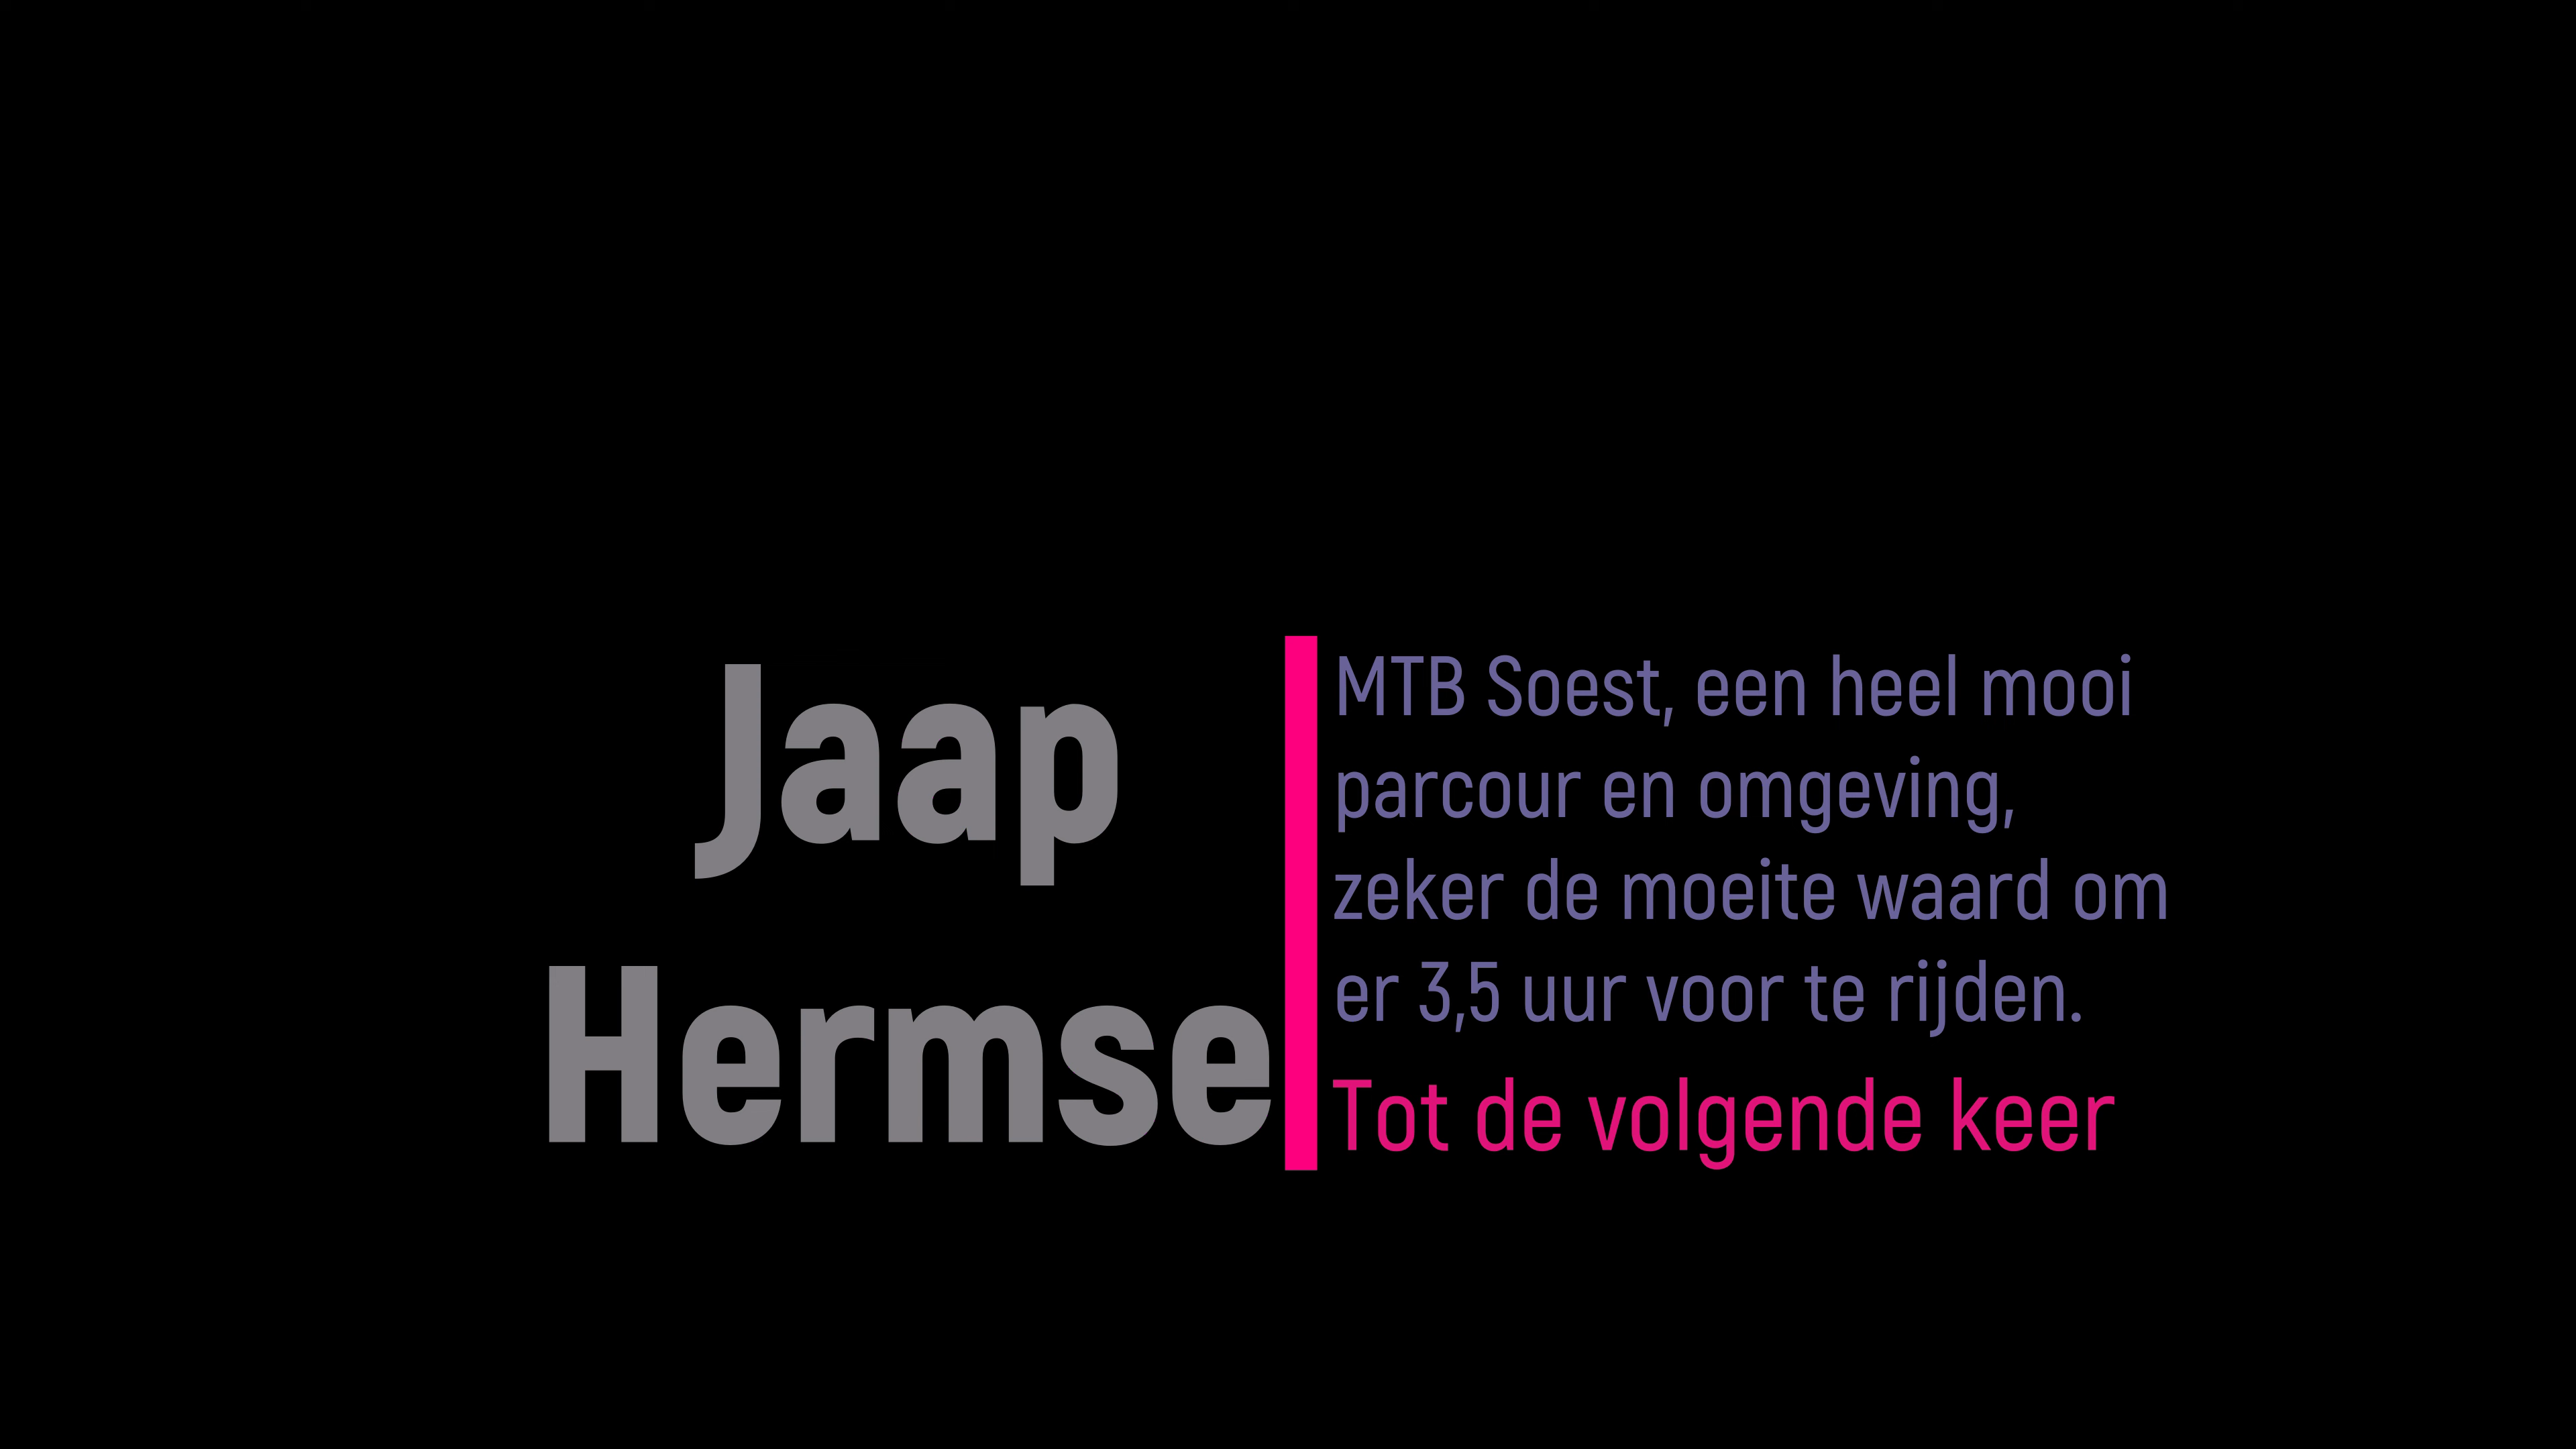 Jaap
Hermse
MTB Soest, een heel mooi
parcour en omgeving,
zeker de moeite waard om
er 3,5 uur voor te rijden.
Tot de volgende keer